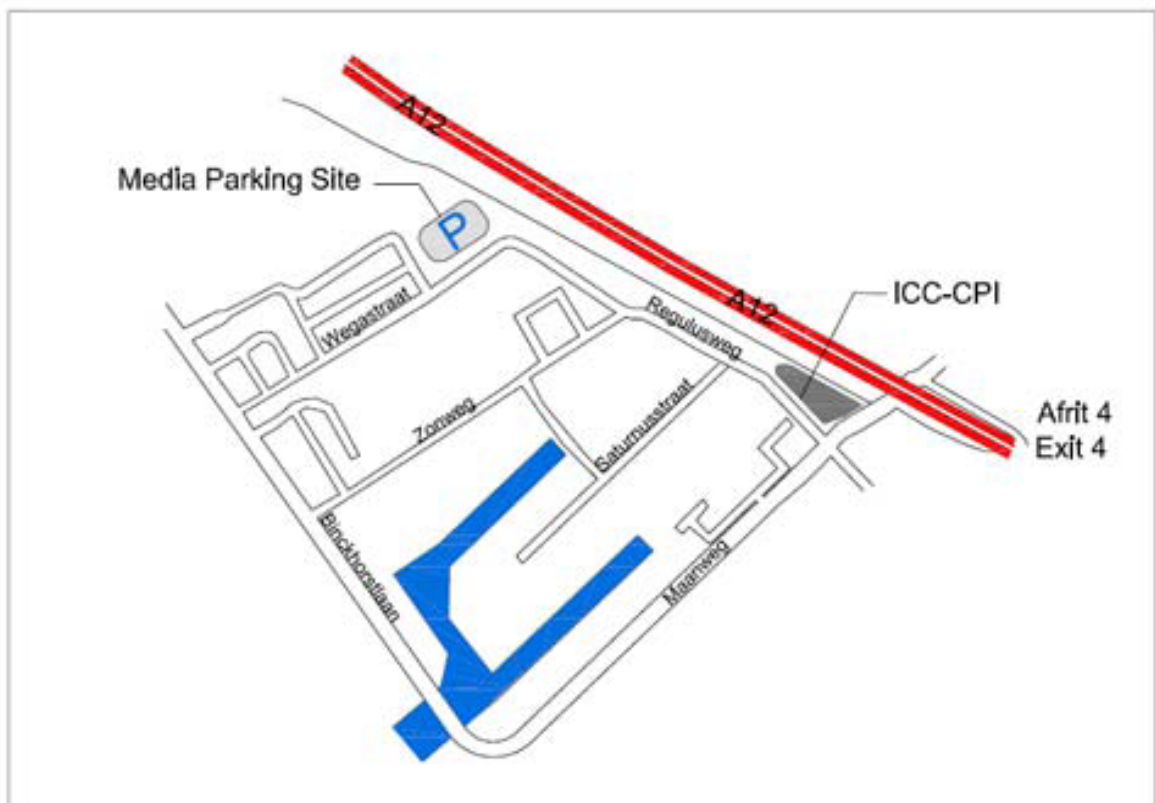 A12
Media Parking Site
P
A12
ICC-CPI
Regulusweg
Wegastraat
Afrit 4
Exit 4
Zonweg
Saturnusstraat
Binckhorstlaan
Maanweg